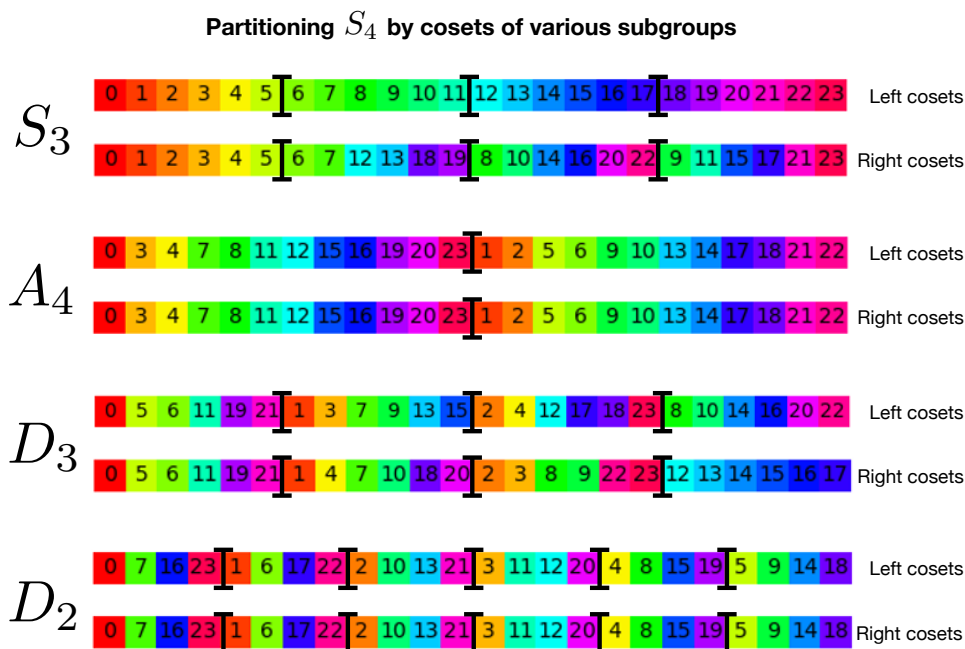 Partitioning S4 by cosets of various subgroups
S3
0 1 2 3 4 5 6 7 8 9 10 11 12 13 14 15 16 17 18 19 20 21 22 23 Left cosets
0 1 2 3 4 5 6 7 12 13 18 19 8 10 14 16 20 22 9 11 15 17 21 23 Right cosets
A4
0 3 4 7 8 11 12 15 16 19 20 23 1 2 5 6 9 10 13 14 17 18 21 22 Left cosets
0 3 4 7 8 11 12 15 16 19 20 23 1 2 5 6 9 10 13 14 17 18 21 22 Right cosets
D3
0 5 6 11 19 21 1 3 7 9 13 15 2 4 12 17 18 23 8 10 14 16 20 22 Left cosets
0 5 6 11 19 21 1 4 7 10 18 20 2 3 8 9 22 23 12 13 14 15 16 17 Right cosets
D2
0 7 16 23 1 6 17 22 2 10 13 21 3 11 12 20 4 8 15 19 5 9 14 18 Left cosets
0 7 16 23 1 6 17 22 2 10 13 21 3 11 12 20 4 8 15 19 5 9 14 18 Right cosets